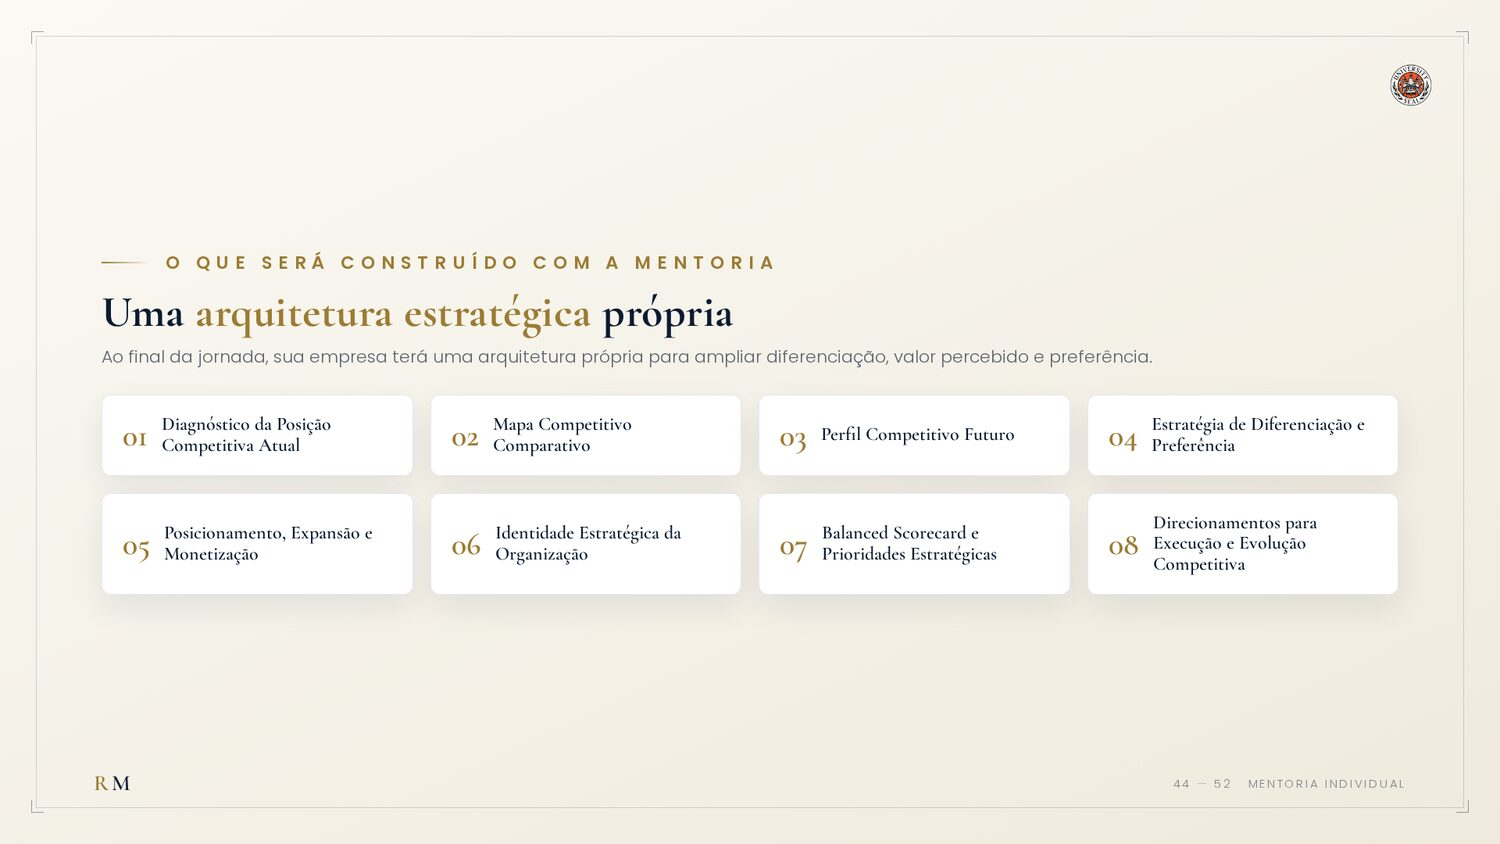 UNIVERSITY
SEAL
O QUE SERÁ CONSTRUÍDO COM A MENTORIA
Uma arquitetura estratégica própria
Ao final da jornada, sua empresa terá uma arquitetura própria para ampliar diferenciação, valor percebido e preferência.
01 Diagnóstico da Posição
Competitiva Atual
02 Mapa Competitivo
Comparativo
03 Perfil Competitivo Futuro
04 Estratégia de Diferenciação e
Preferência
05 Posicionamento, Expansão e
Monetização
06 Identidade Estratégica da
Organização
07 Balanced Scorecard e
Prioridades Estratégicas
08 Direcionamentos para
Execução e Evolução
Competitiva
RM
44 — 52 MENTORIA INDIVIDUAL